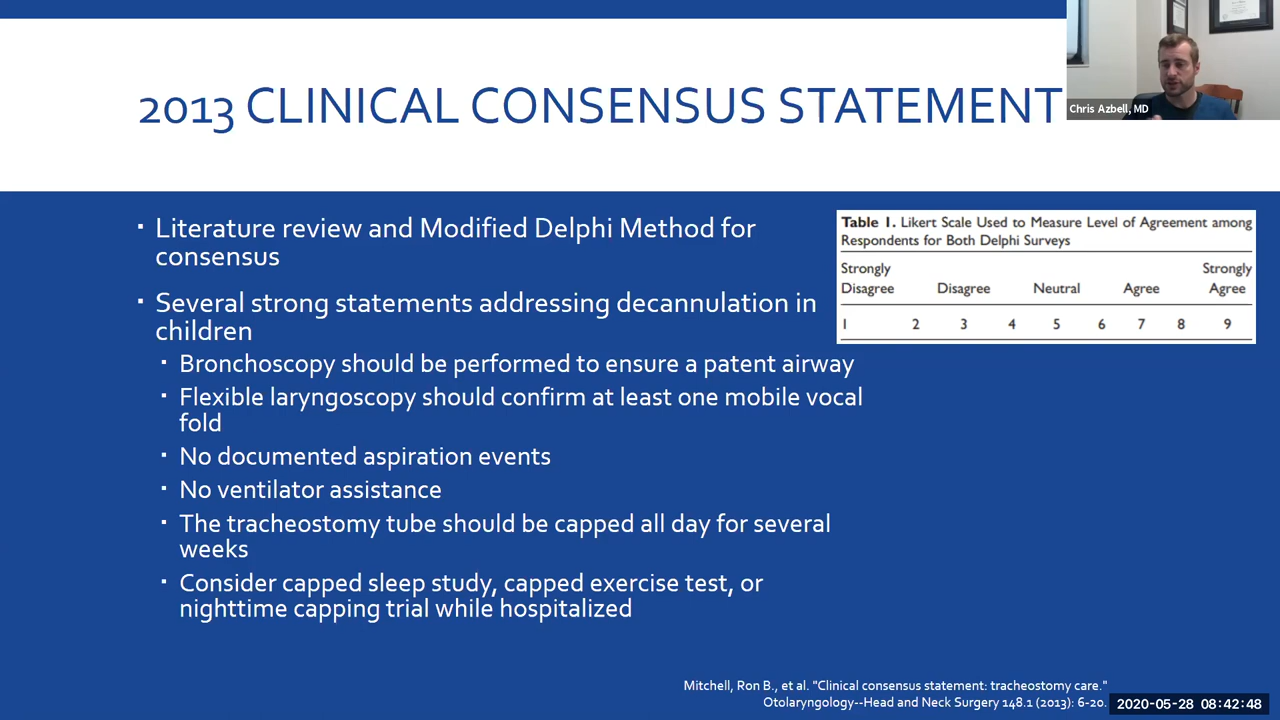 2013 CLINICAL CONSENSUS STATEMENT
Chris Azbell, MD
▪ Literature review and Modified Delphi Method for
consensus
▪ Several strong statements addressing decannulation in
children
▪ Bronchoscopy should be performed to ensure a patent airway
▪ Flexible laryngoscopy should confirm at least one mobile vocal
fold
▪ No documented aspiration events
▪ No ventilator assistance
▪ The tracheostomy tube should be capped all day for several
weeks
▪ Consider capped sleep study, capped exercise test, or
nighttime capping trial while hospitalized
Table 1. Likert Scale Used to Measure Level of Agreement among
Respondents for Both Delphi Surveys
Strongly Strongly
Disagree Disagree Neutral Agree Agree
1 2 3 4 5 6 7 8 9
Mitchell, Ron B., et al. "Clinical consensus statement: tracheostomy care."
Otolaryngology--Head and Neck Surgery 148.1 (2013): 6-20.
2020-05-28 08:42:48